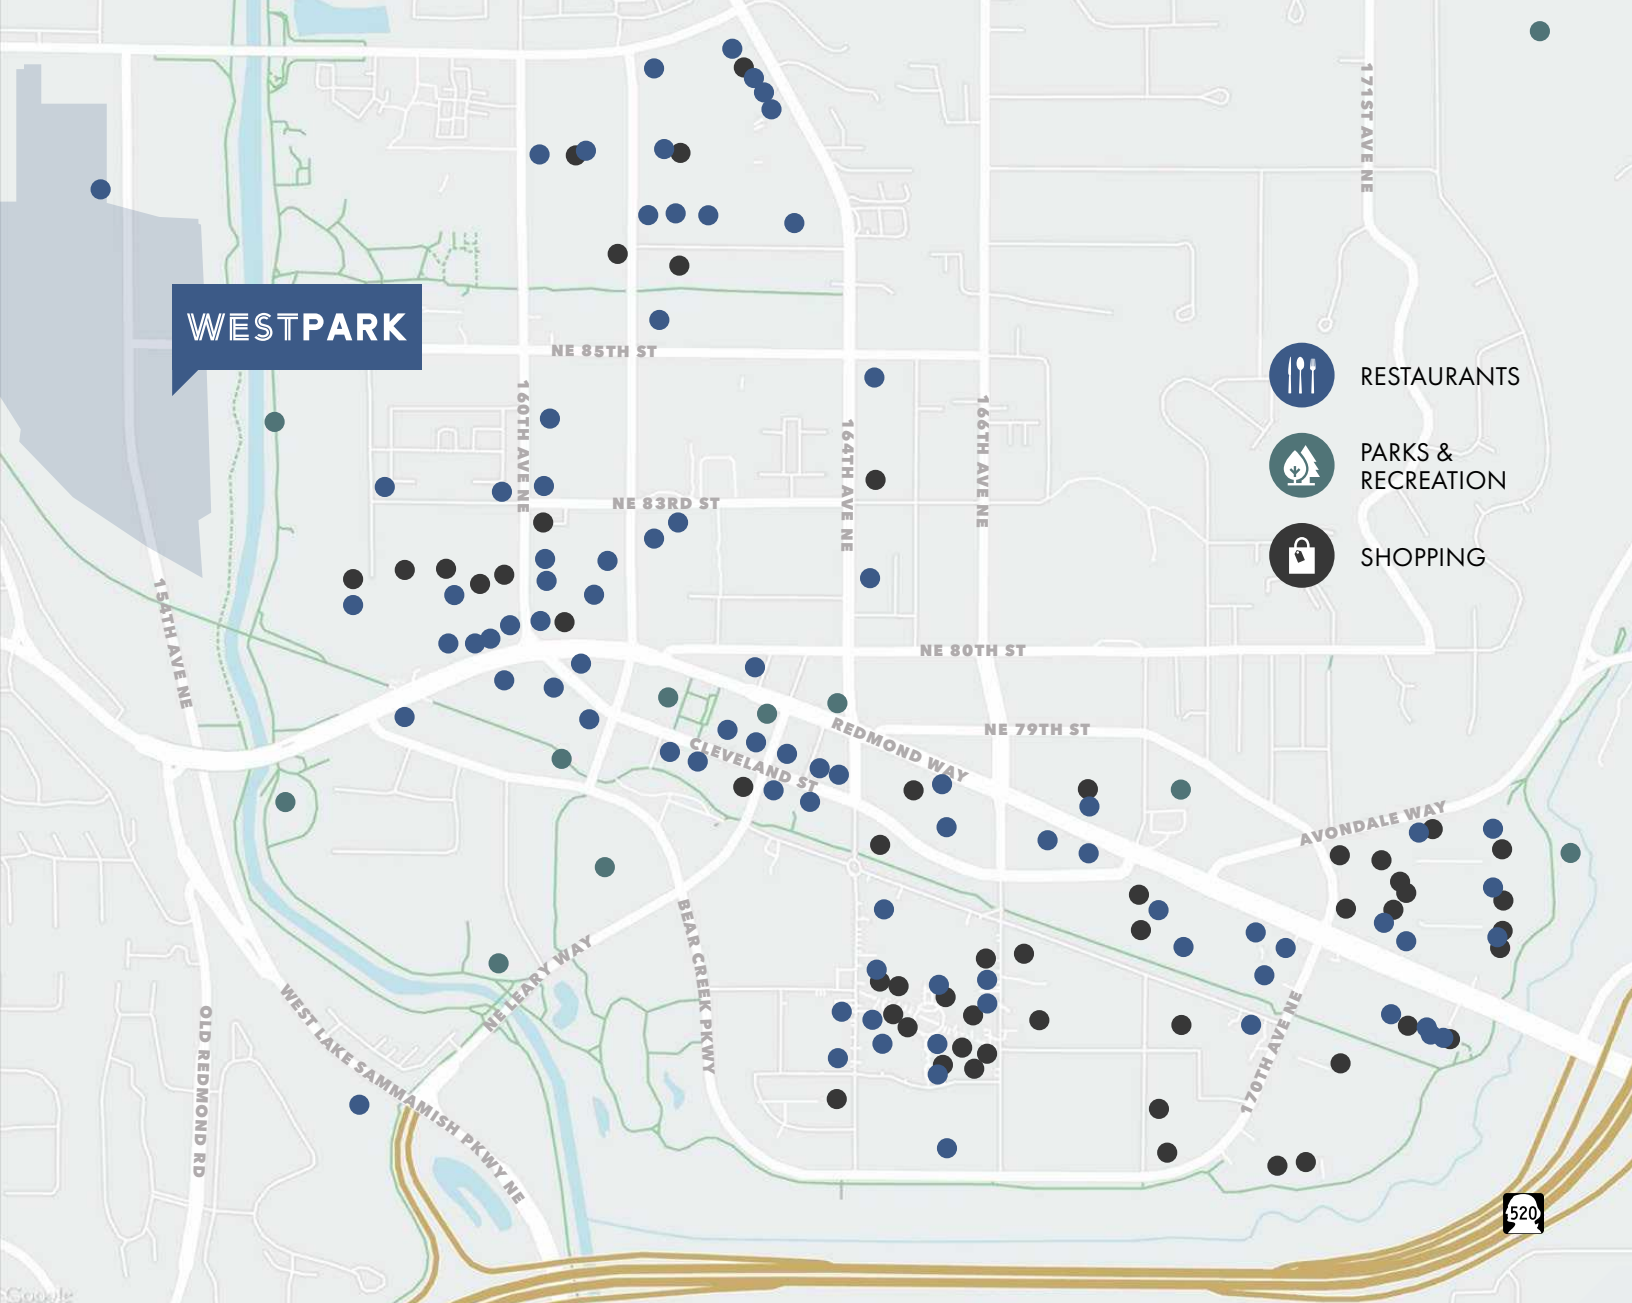 171ST AVE NE
WESTPARK
NE 85TH ST
160TH AVE NE
164TH AVE NE
166TH AVE NE
RESTAURANTS
PARKS &
RECREATION
SHOPPING
NE 83RD ST
154TH AVE NE
NE 80TH ST
REDMOND WAY
NE 79TH ST
CLEVELAND ST
AVONDALE WAY
BEAR CREEK PKWY
NE LEARY WAY
WEST LAKE SAMMAMISH PKWY NE
OLD REDMOND RD
170TH AVE NE
520
Google